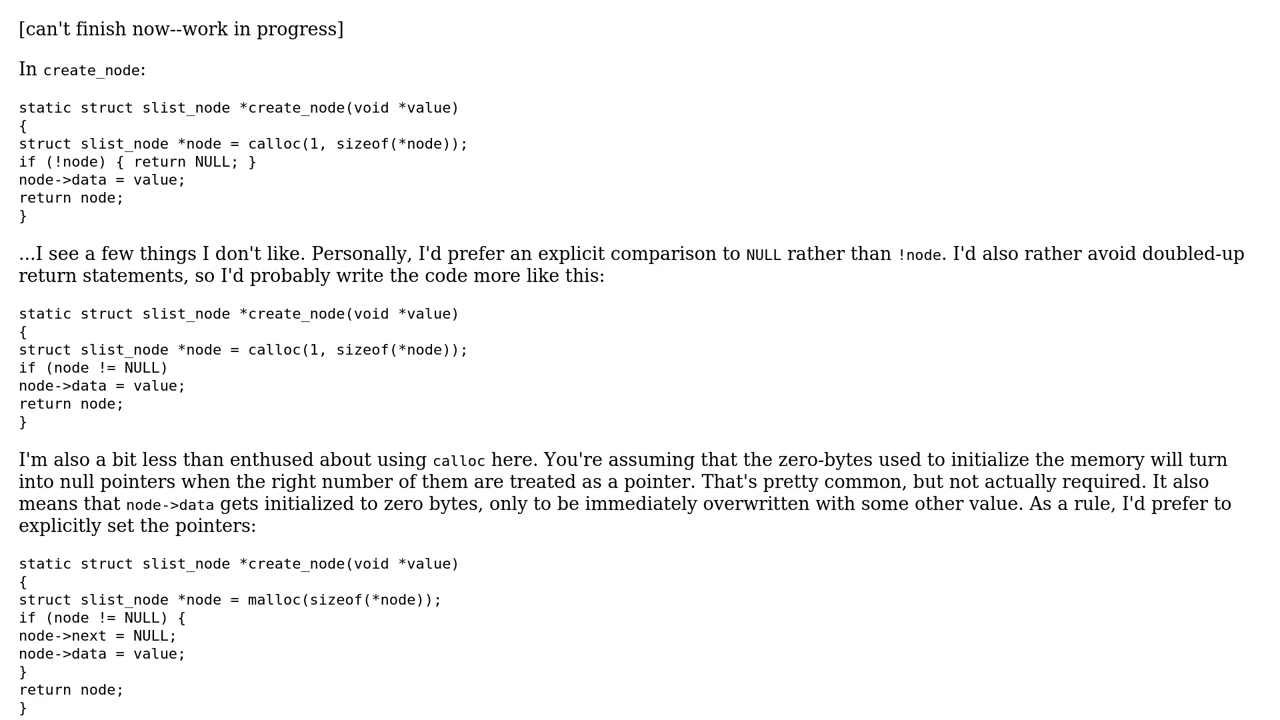 [can't finish now--work in progress]
In create_node:
static struct slist_node *create_node(void *value)
{
struct slist_node *node = calloc(1, sizeof(*node));
if (!node) { return NULL; }
node->data = value;
return node;
}
...I see a few things I don't like. Personally, I'd prefer an explicit comparison to NULL rather than !node. I'd also rather avoid doubled-up
return statements, so I'd probably write the code more like this:
static struct slist_node *create_node(void *value)
{
struct slist_node *node = calloc(1, sizeof(*node));
if (node != NULL)
node->data = value;
return node;
}
I'm also a bit less than enthused about using calloc here. You're assuming that the zero-bytes used to initialize the memory will turn
into null pointers when the right number of them are treated as a pointer. That's pretty common, but not actually required. It also
means that node->data gets initialized to zero bytes, only to be immediately overwritten with some other value. As a rule, I'd prefer to
explicitly set the pointers:
static struct slist_node *create_node(void *value)
{
struct slist_node *node = malloc(sizeof(*node));
if (node != NULL) {
node->next = NULL;
node->data = value;
}
return node;
}